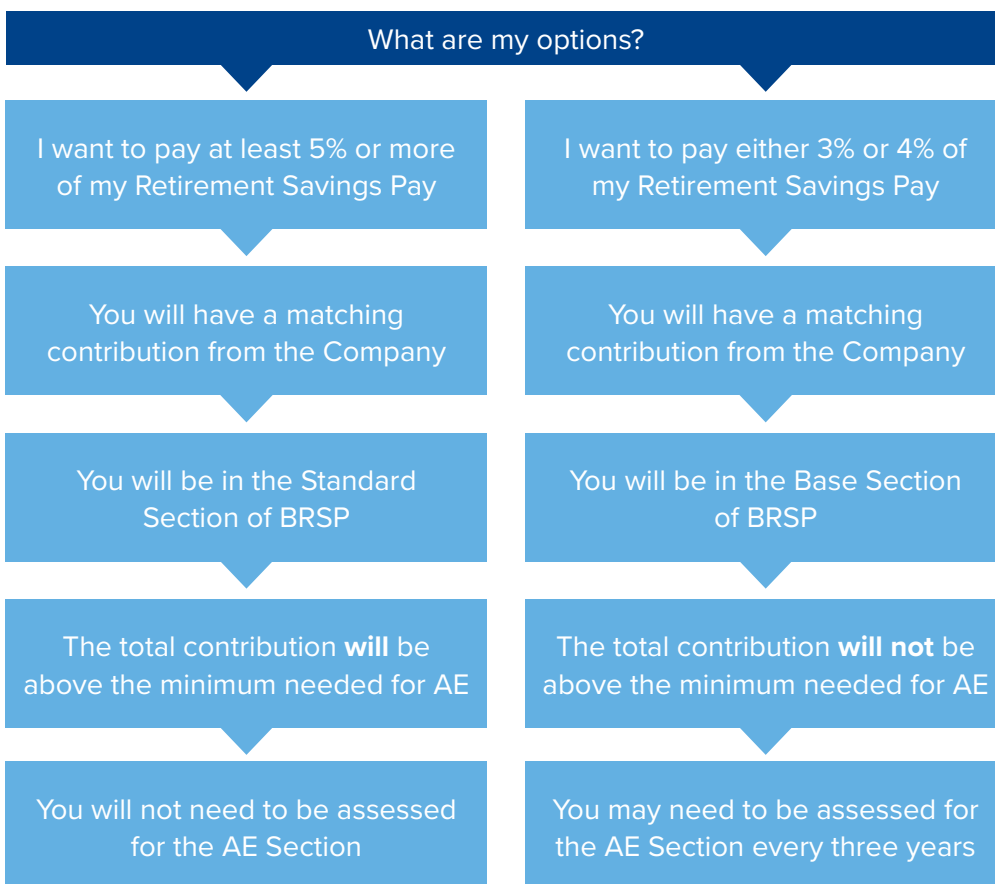 What are my options?
I want to pay at least 5% or more
of my Retirement Savings Pay
You will have a matching
contribution from the Company
You will be in the Standard
Section of BRSP
The total contribution will be
above the minimum needed for AE
You will not need to be assessed
for the AE Section
I want to pay either 3% or 4% of
my Retirement Savings Pay
You will have a matching
contribution from the Company
You will be in the Base Section
of BRSP
The total contribution will not be
above the minimum needed for AE
You may need to be assessed for
the AE Section every three years